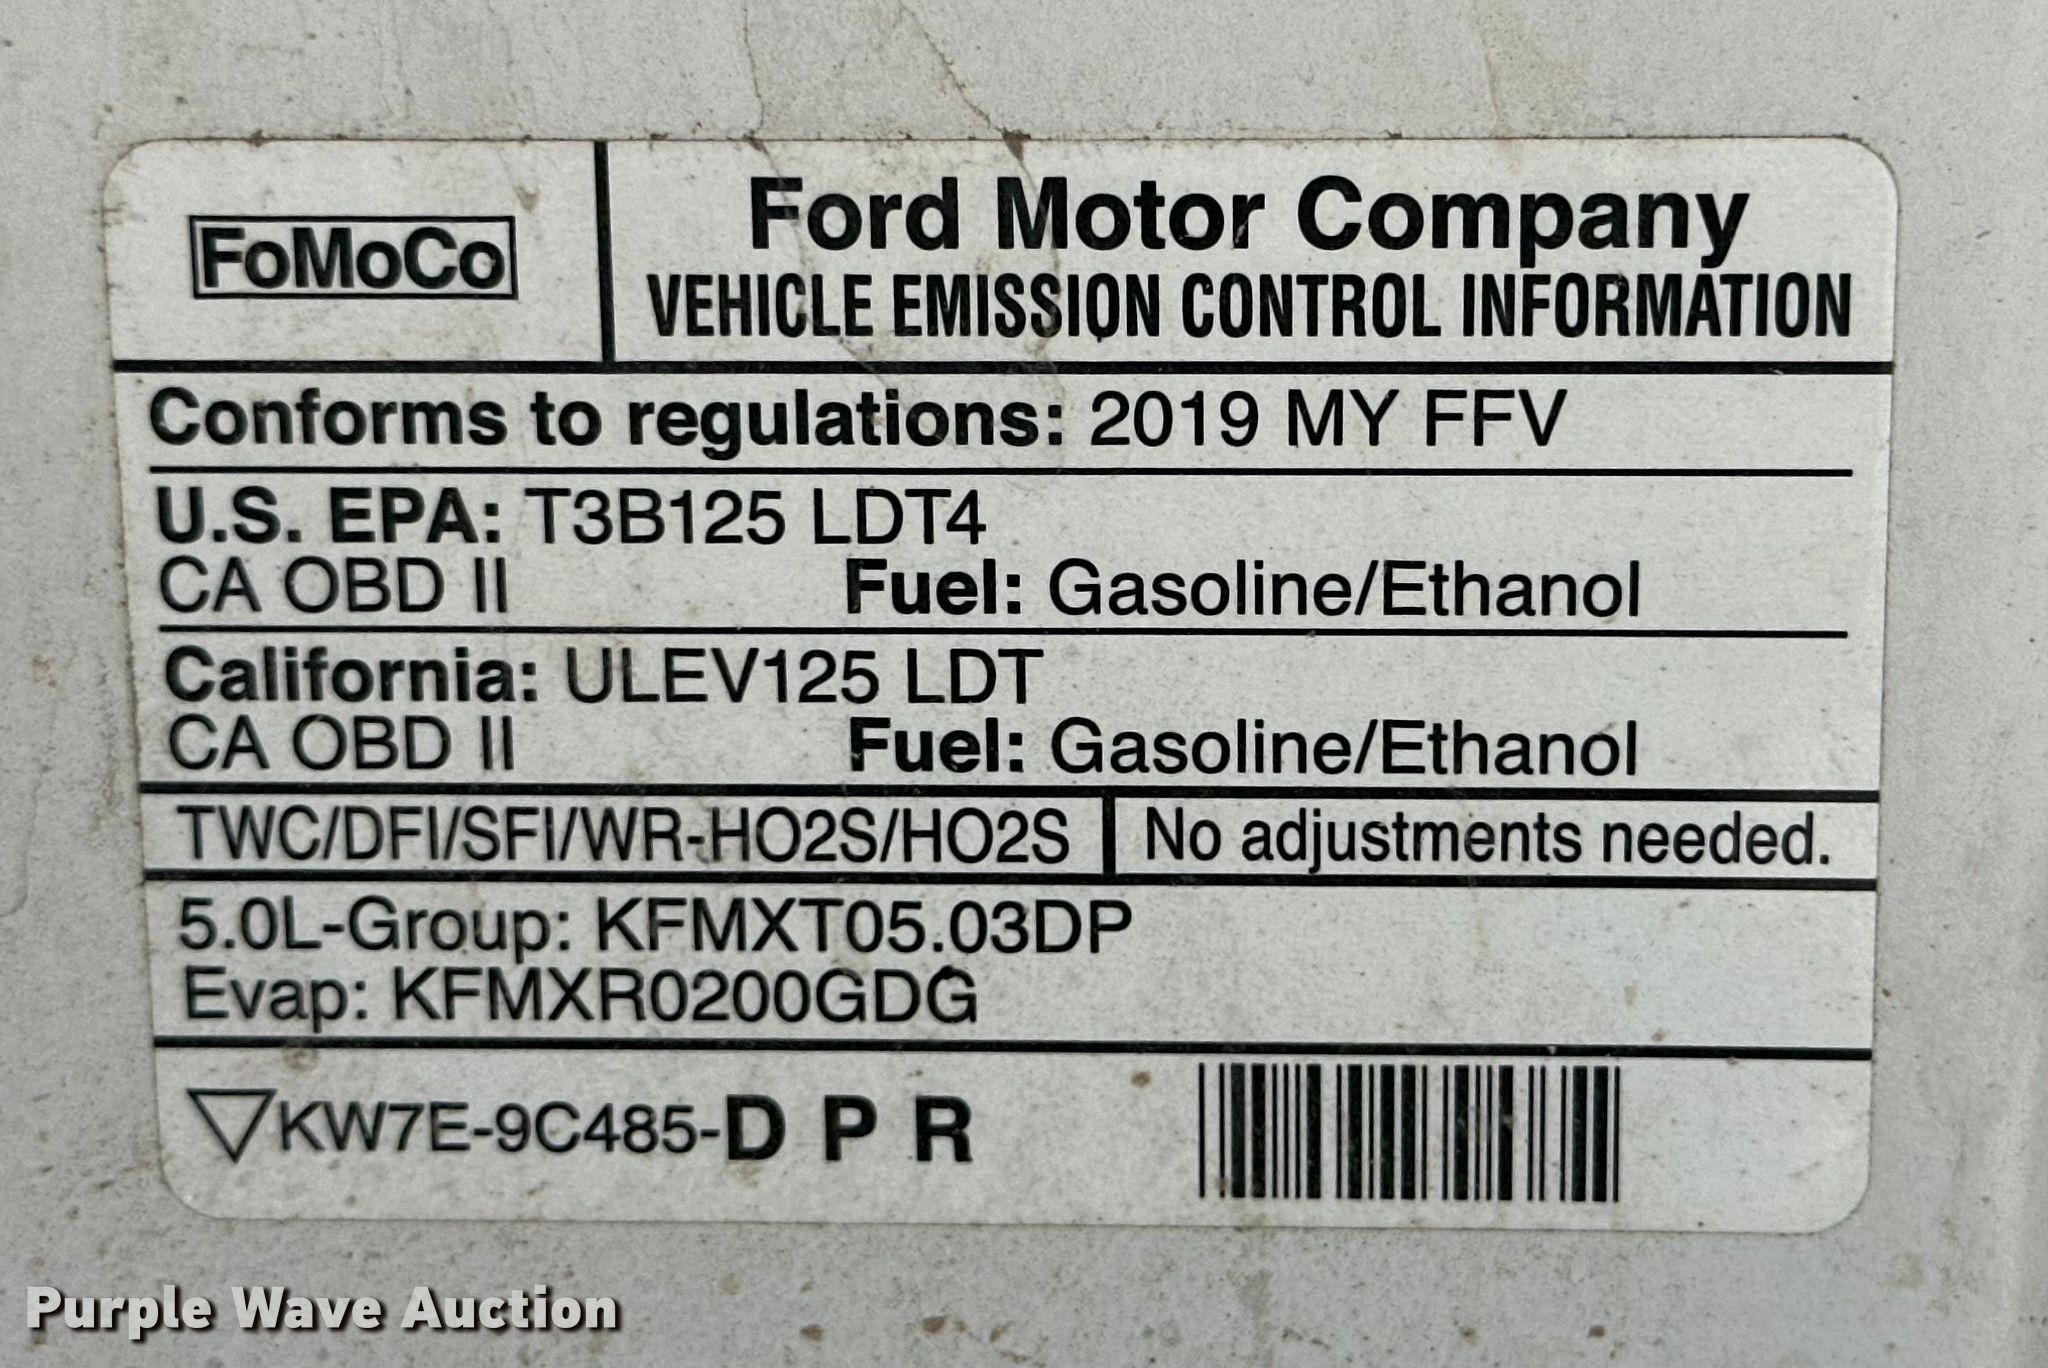 FoMoCo
Ford Motor Company
VEHICLE EMISSION CONTROL INFORMATION
Conforms to regulations: 2019 MY FFV
U.S. EPA: T3B125 LDT4
CA OBD II Fuel: Gasoline/Ethanol
California: ULEV125 LDT
CA OBD II Fuel: Gasoline/Ethanol
TWC/DFI/SFI/WR-HO2S/HO2S No adjustments needed.
5.0L-Group: KFMXT05.03DP
Evap: KFMXR0200GDG
KW7E-9C485-D P R
Purple Wave Auction